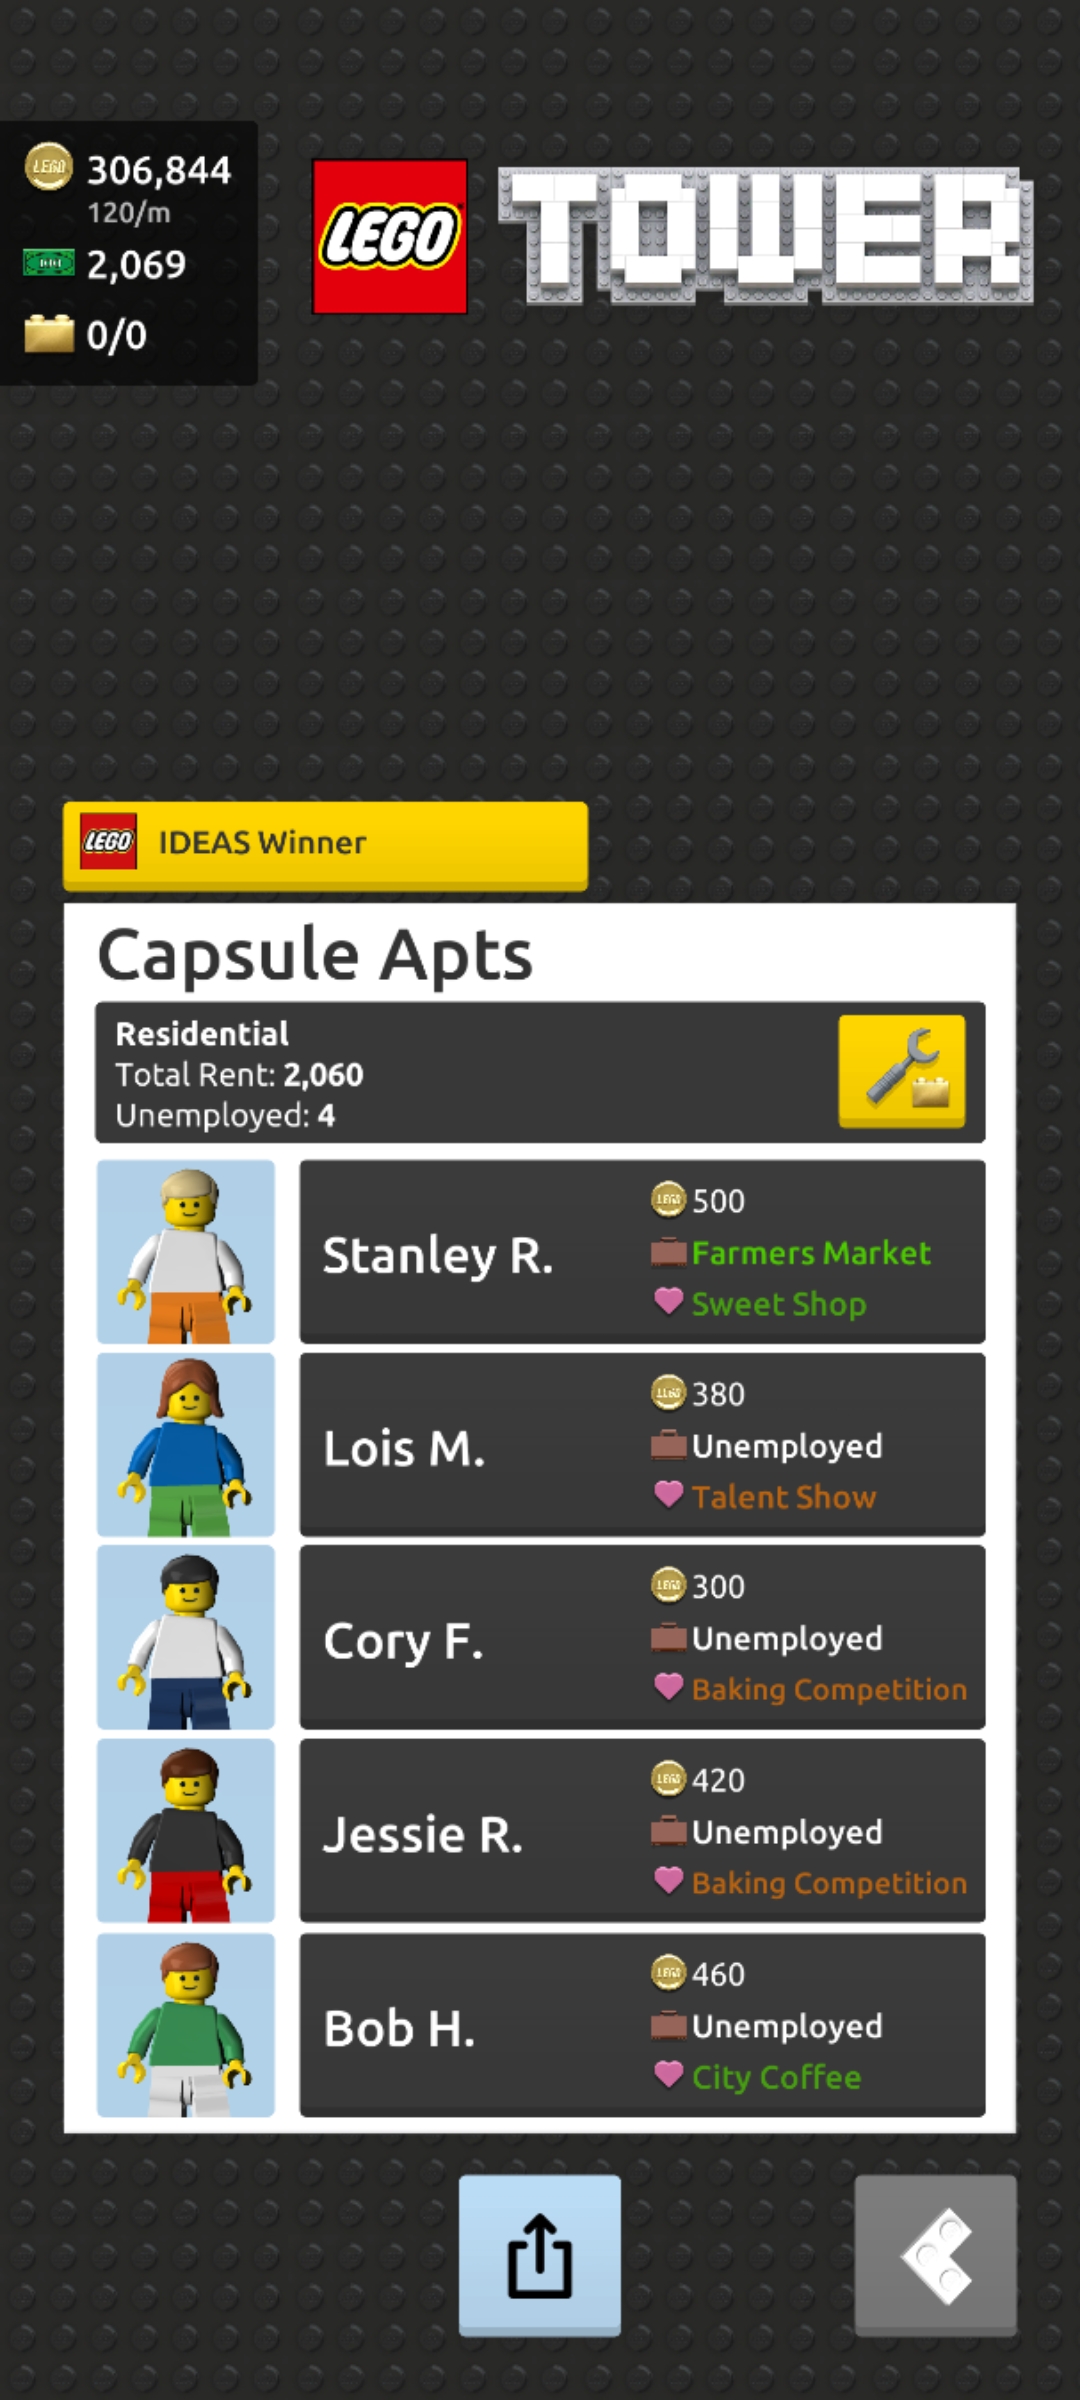 306,844
120/m
2,069
0/0
LEGO TOWER
LEGO IDEAS Winner
Capsule Apts
Residential
Total Rent: 2,060
Unemployed: 4
Stanley R.
500
Farmers Market
Sweet Shop
Lois M.
380
Unemployed
Talent Show
Cory F.
300
Unemployed
Baking Competition
Jessie R.
420
Unemployed
Baking Competition
Bob H.
460
Unemployed
City Coffee